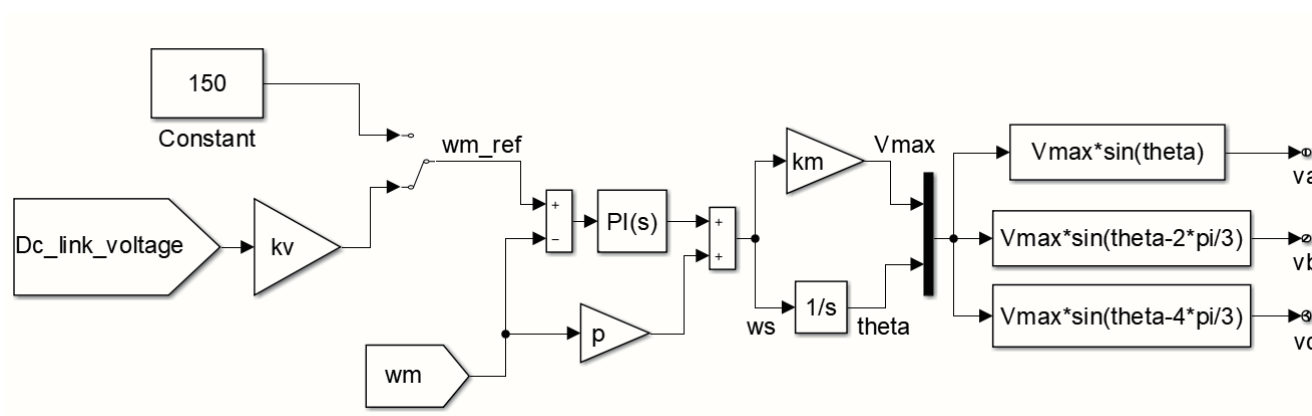 150
Constant
wm_ref
Dc_link_voltage
kv
+
−
PI(s)
+
+
km
Vmax
Vmax*sin(theta)
Vmax*sin(theta-2*pi/3)
Vmax*sin(theta-4*pi/3)
wm
p
ws
1/s
theta